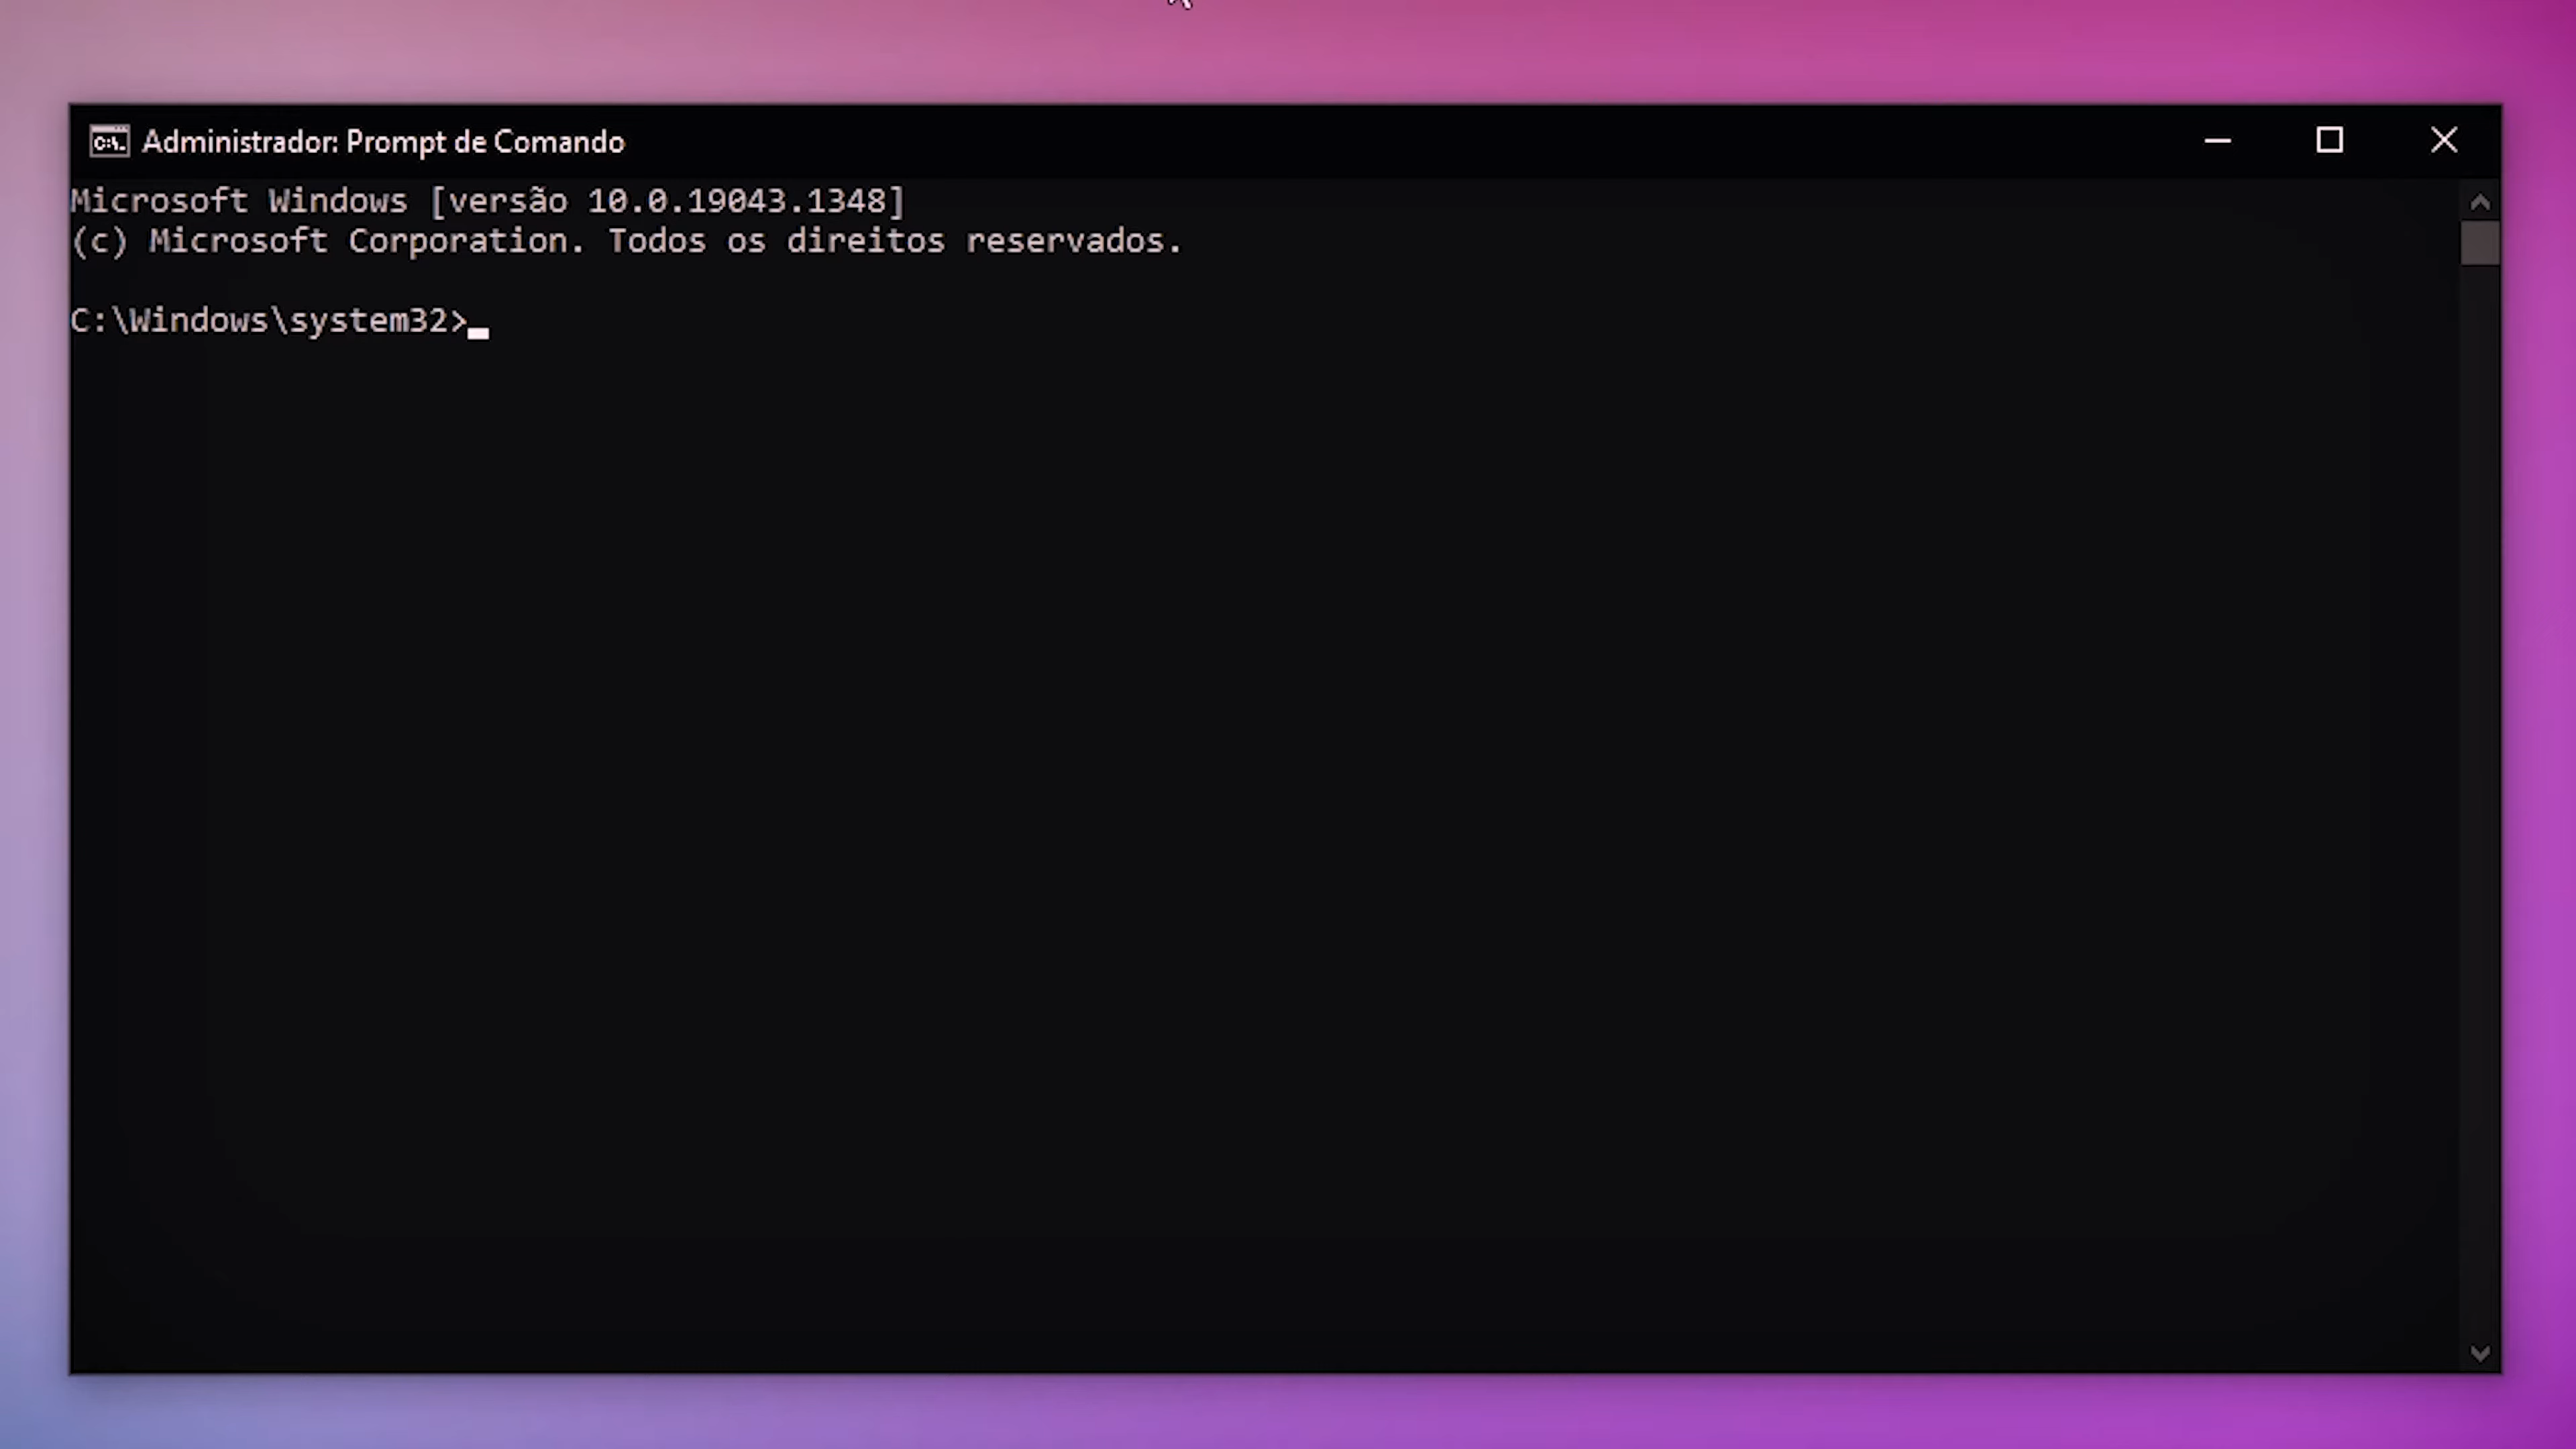 Administrador: Prompt de Comando
Microsoft Windows [versão 10.0.19043.1348]
(c) Microsoft Corporation. Todos os direitos reservados.
C:\Windows\system32>